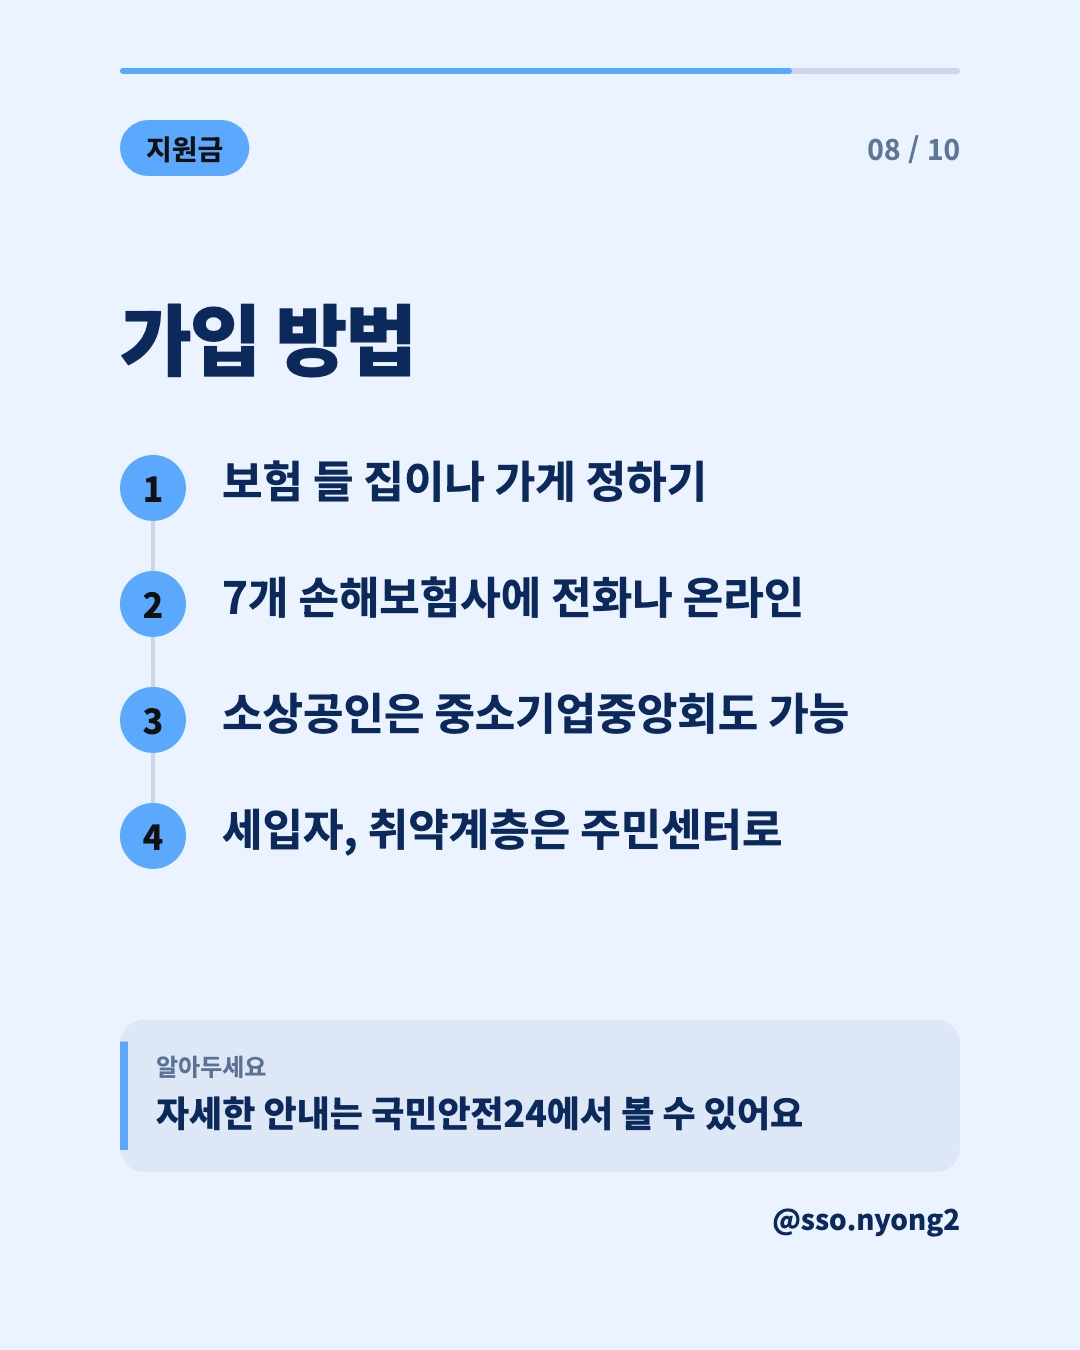 지원금
08 / 10
가입 방법
1 보험 들 집이나 가게 정하기
2 7개 손해보험사에 전화나 온라인
3 소상공인은 중소기업중앙회도 가능
4 세입자, 취약계층은 주민센터로
알아두세요
자세한 안내는 국민안전24에서 볼 수 있어요
@sso.nyong2